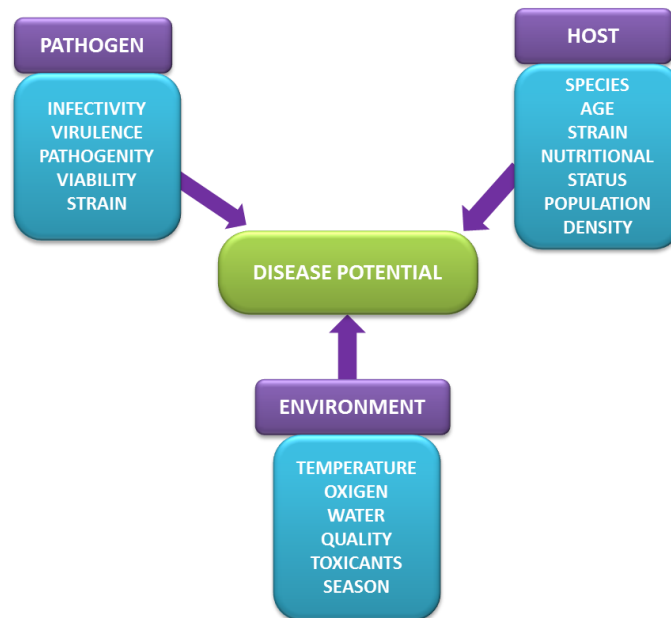 PATHOGEN
INFECTIVITY
VIRULENCE
PATHOGENITY
VIABILITY
STRAIN
HOST
SPECIES
AGE
STRAIN
NUTRITIONAL
STATUS
POPULATION
DENSITY
DISEASE POTENTIAL
ENVIRONMENT
TEMPERATURE
OXIGEN
WATER
QUALITY
TOXICANTS
SEASON